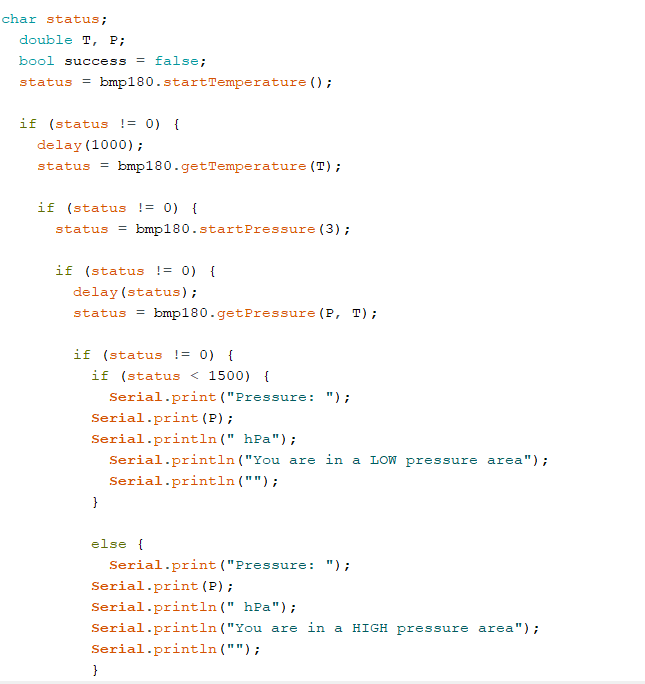 char status;
  double T, P;
  bool success = false;
  status = bmp180.startTemperature();

  if (status != 0) {
    delay(1000);
    status = bmp180.getTemperature(T);

    if (status != 0) {
      status = bmp180.startPressure(3);

      if (status != 0) {
        delay(status);
        status = bmp180.getPressure(P, T);

        if (status != 0) {
          if (status < 1500) {
            Serial.print("Pressure: ");
          Serial.print(P);
          Serial.println(" hPa");
            Serial.println("You are in a LOW pressure area");
            Serial.println("");
          }

          else {
            Serial.print("Pressure: ");
          Serial.print(P);
          Serial.println(" hPa");
          Serial.println("You are in a HIGH pressure area");
          Serial.println("");
          }